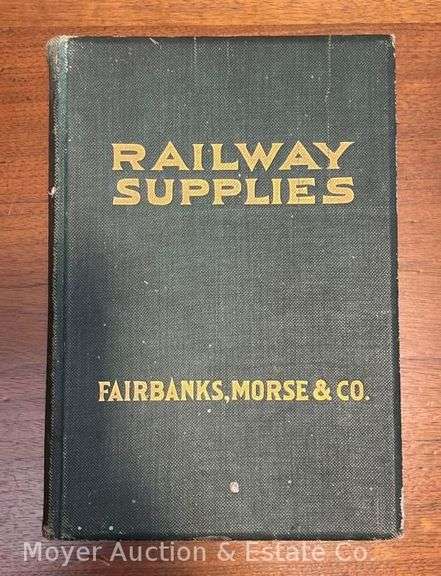 RAILWAY
SUPPLIES
FAIRBANKS, MORSE & CO.
Moyer Auction & Estate Co.